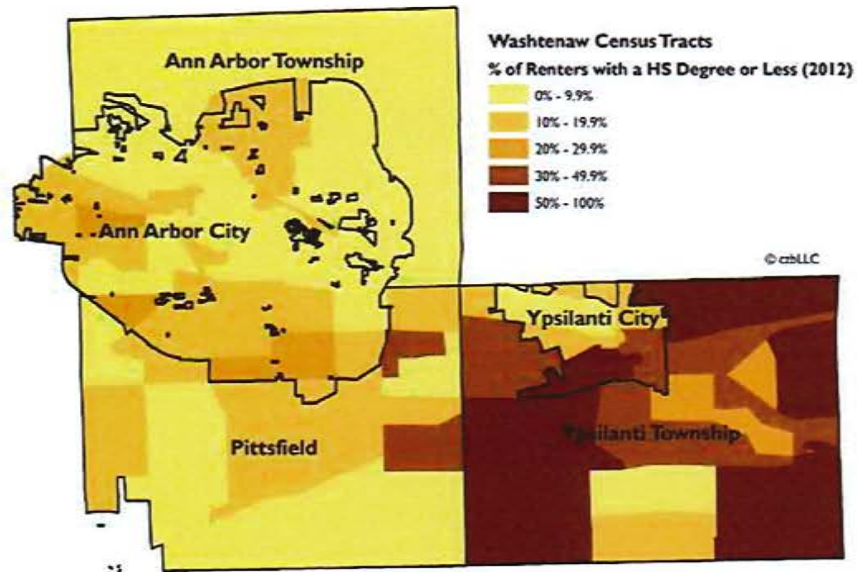 Ann Arbor Township
Ann Arbor City
Pittsfield
Ypsilanti City
Ypsilanti Township
Washtenaw Census Tracts
% of Renters with a HS Degree or Less (2012)
0% - 9.9%
10% - 19.9%
20% - 29.9%
30% - 49.9%
50% - 100%
© czbLLC